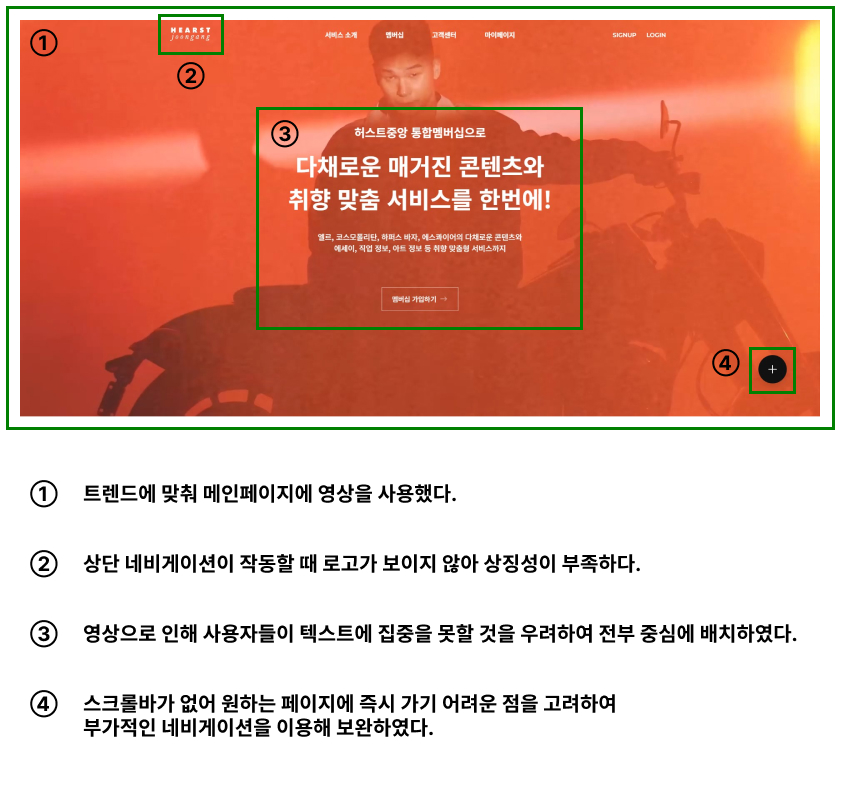 ①
HEARST
joongang
서비스 소개 멤버십 고객센터 마이페이지 SIGNUP LOGIN
②
③
허스트중앙 통합멤버십으로
다채로운 매거진 콘텐츠와
취향 맞춤 서비스를 한번에!
엘르, 코스모폴리탄, 하퍼스 바자, 에스콰이어의 다채로운 콘텐츠와
에세이, 직업 정보, 아트 정보 등 취향 맞춤형 서비스까지
멤버십 가입하기 →
④ +
① 트렌드에 맞춰 메인페이지에 영상을 사용했다.
② 상단 네비게이션이 작동할 때 로고가 보이지 않아 상징성이 부족하다.
③ 영상으로 인해 사용자들이 텍스트에 집중을 못할 것을 우려하여 전부 중심에 배치하였다.
④ 스크롤바가 없어 원하는 페이지에 즉시 가기 어려운 점을 고려하여
부가적인 네비게이션을 이용해 보완하였다.